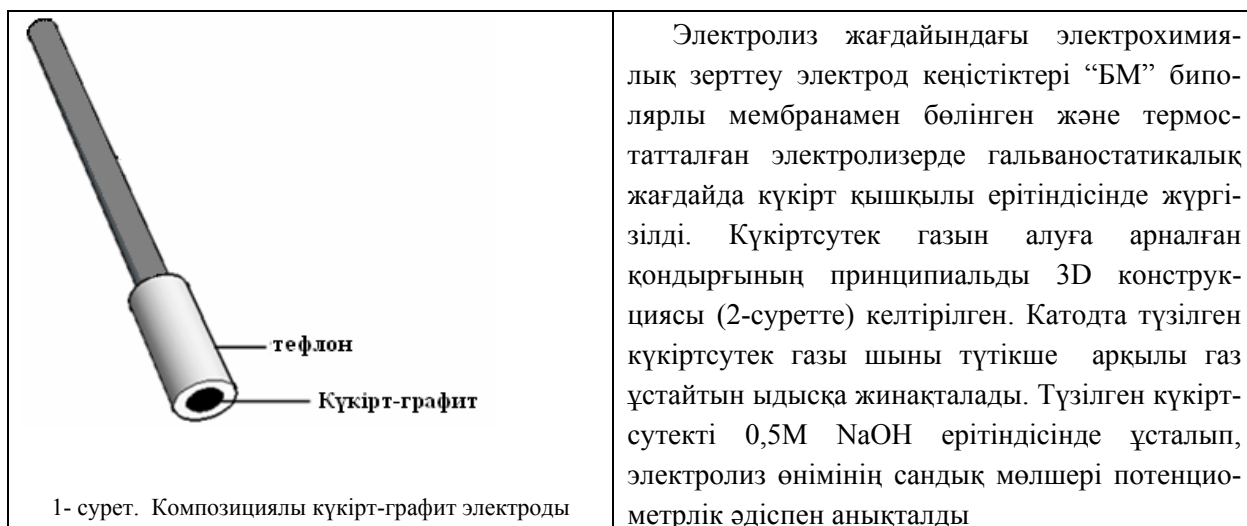 тефлон
Күкірт-графит
1- сурет. Композициялы күкірт-графит электроды
Электролиз жағдайындағы электрохимия-
лық зерттеу электрод кеңістіктері “БМ” бипо-
лярлы мембранамен бөлінген және термос-
татталған электролизерде гальваностатикалық
жағдайда күкірт қышқылы ерітіндісінде жүргі-
зілді. Күкіртсутек газын алуға арналған
қондырғының принципиальды 3D конструк-
циясы (2-суретте) келтірілген. Катодта түзілген
күкіртсутек газы шыны түтікше арқылы газ
ұстайтын ыдысқа жинақталады. Түзілген күкірт-
сутекті 0,5М NaOH ерітіндісінде ұсталып,
электролиз өнімінің сандық мөлшері потенцио-
метрлік әдіспен анықталды